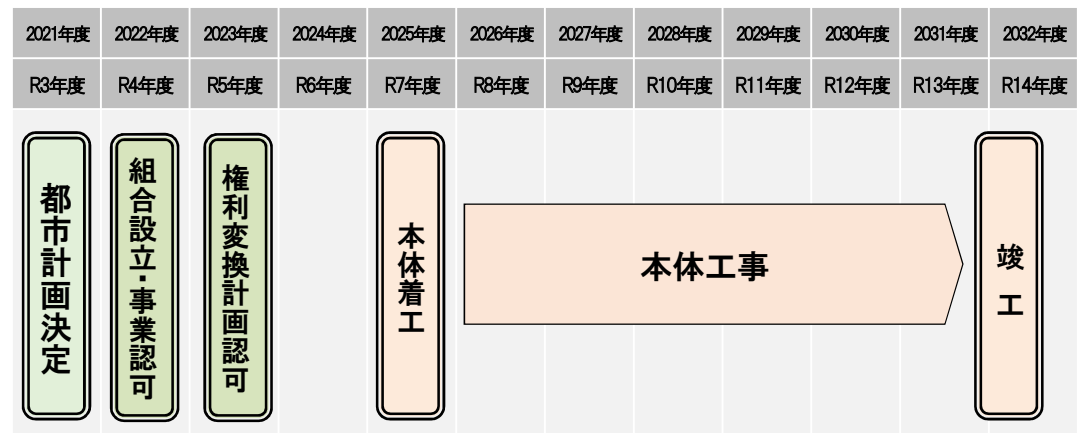 2021年度 2022年度 2023年度 2024年度 2025年度 2026年度 2027年度 2028年度 2029年度 2030年度 2031年度 2032年度
R3年度 R4年度 R5年度 R6年度 R7年度 R8年度 R9年度 R10年度 R11年度 R12年度 R13年度 R14年度
都市計画決定
組合設立・事業認可
権利変換計画認可
本体着工
本体工事
竣工